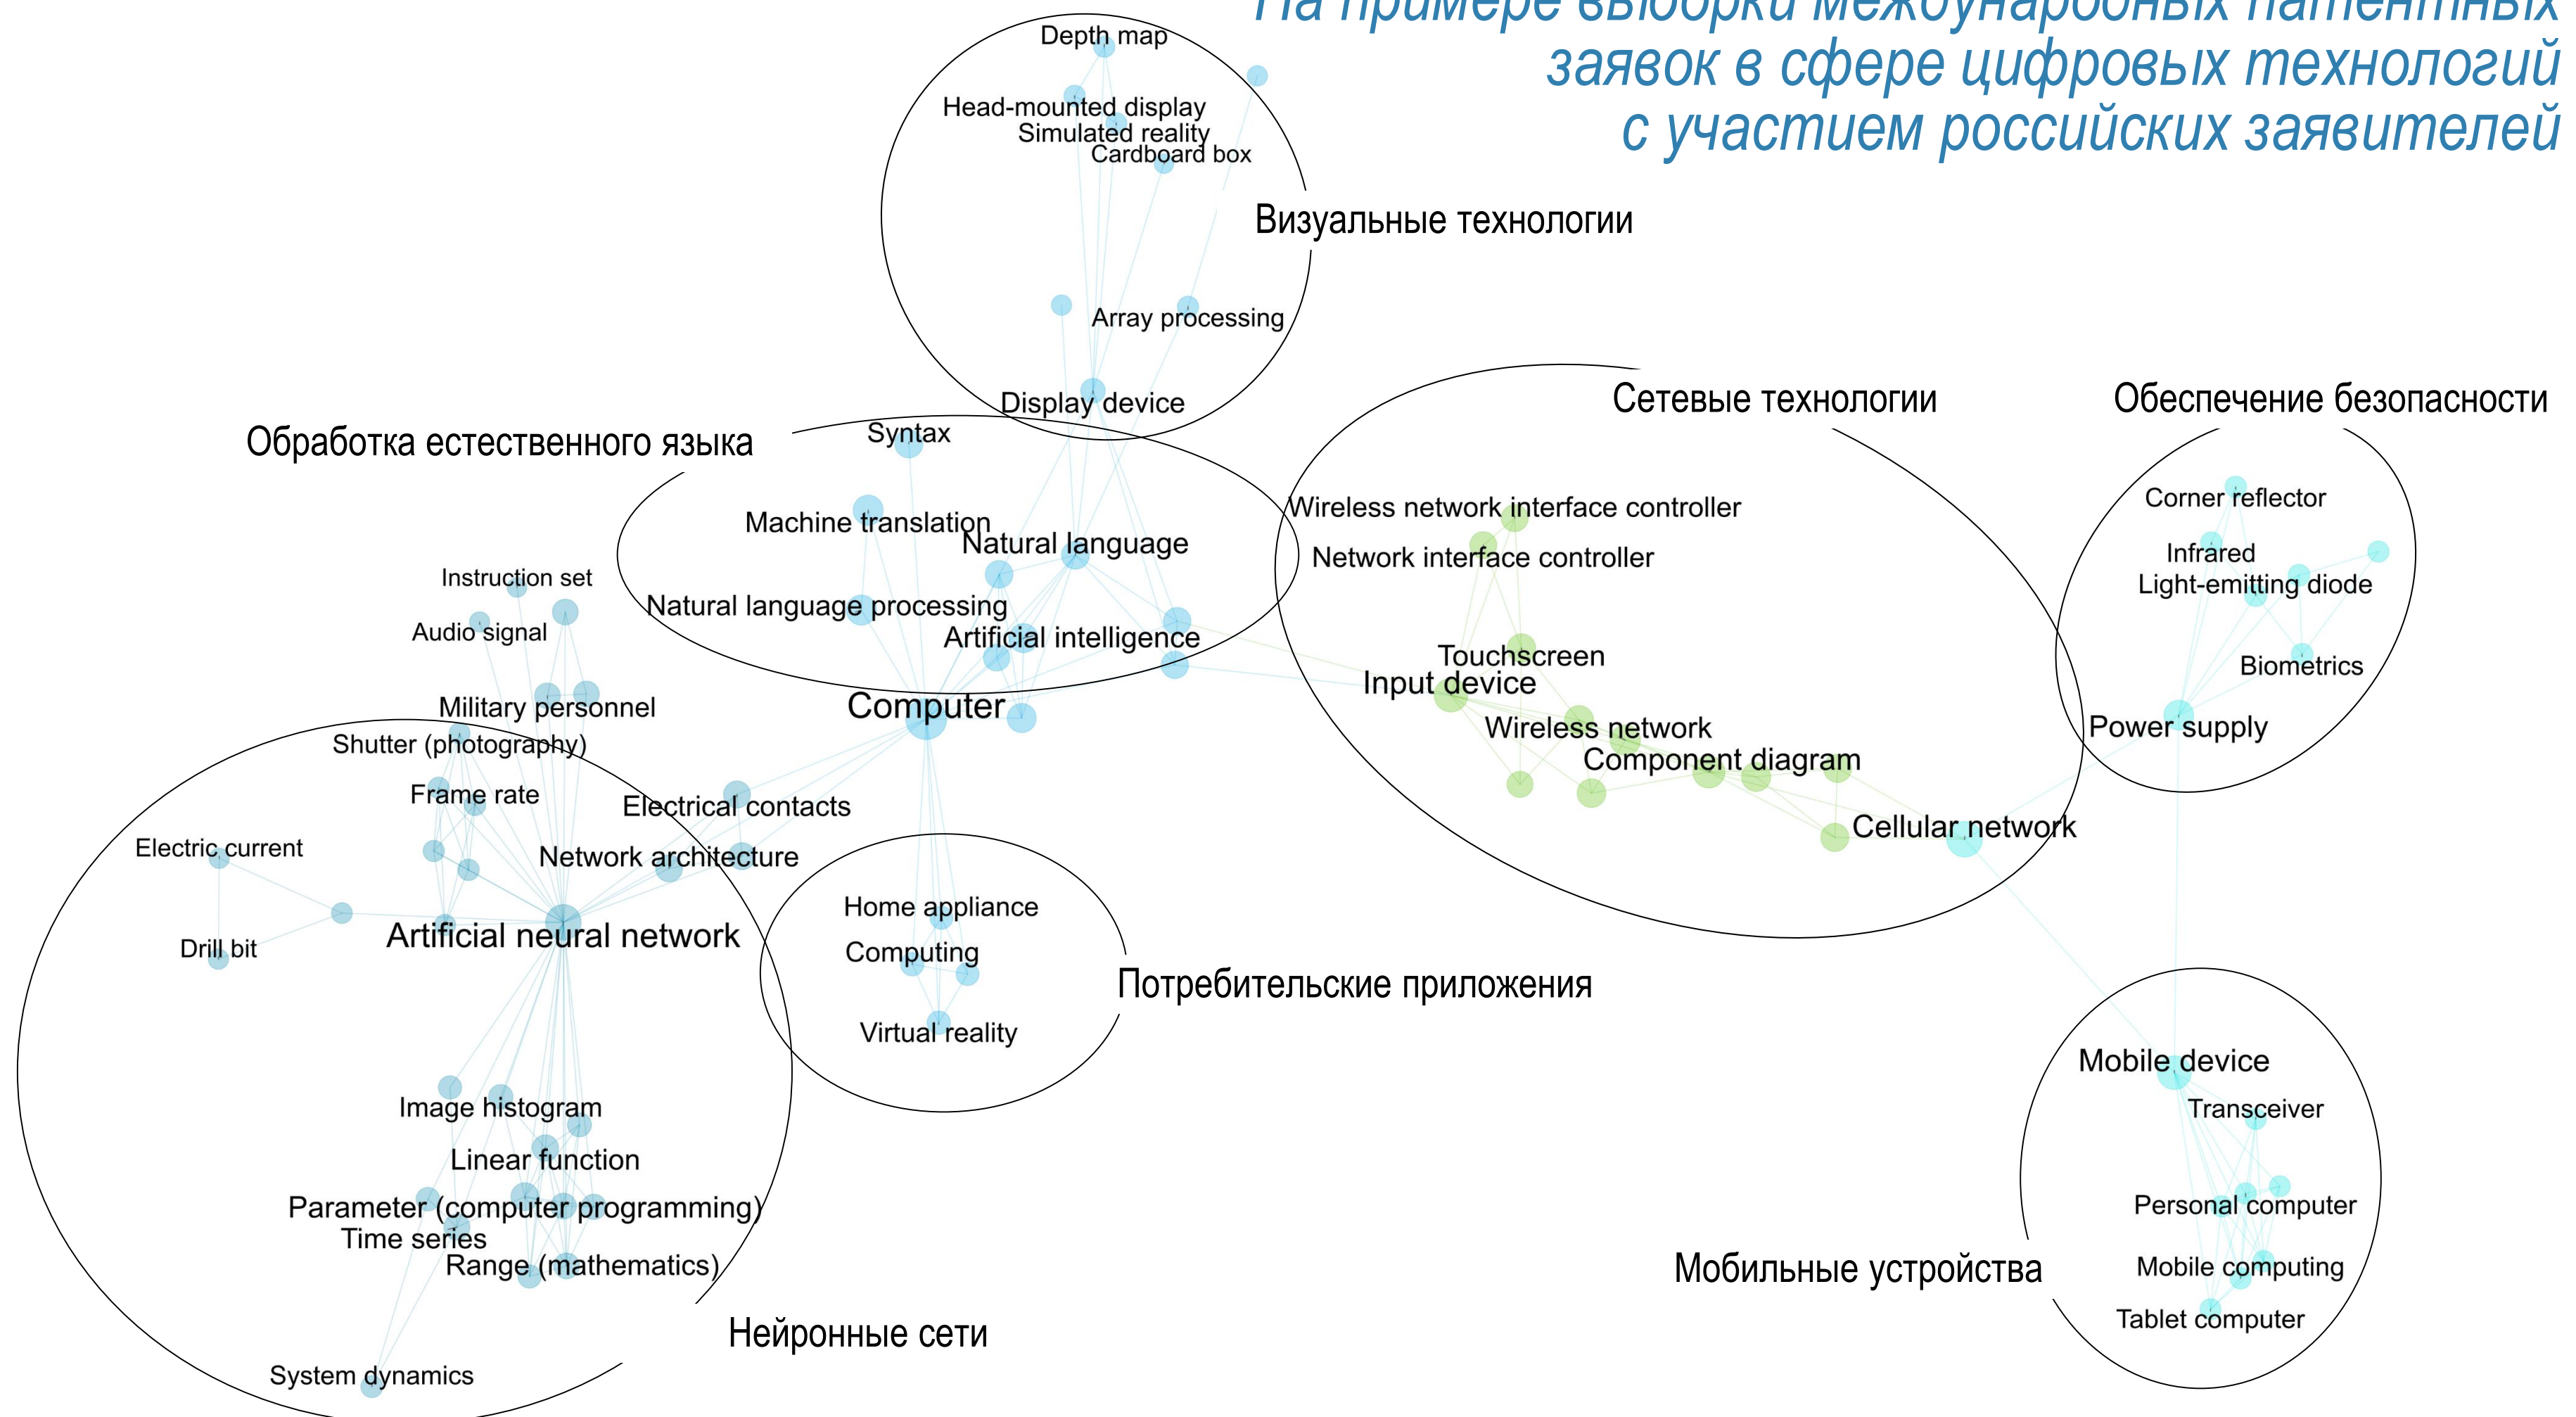 На примере выборки международных патентных
заявок в сфере цифровых технологий
с участием российских заявителей
Depth map
Head-mounted display
Simulated reality
Cardboard box
Визуальные технологии
Array processing
Display device
Обработка естественного языка
Syntax
Machine translation
Natural language
Natural language processing
Artificial intelligence
Computer
Сетевые технологии
Wireless network interface controller
Network interface controller
Touchscreen
Input device
Wireless network
Component diagram
Cellular network
Обеспечение безопасности
Corner reflector
Infrared
Light-emitting diode
Biometrics
Power supply
Instruction set
Audio signal
Military personnel
Shutter (photography)
Frame rate
Electrical contacts
Electric current
Network architecture
Drill bit
Artificial neural network
Home appliance
Computing
Virtual reality
Потребительские приложения
Image histogram
Linear function
Parameter (computer programming)
Time series
Range (mathematics)
Нейронные сети
System dynamics
Mobile device
Transceiver
Personal computer
Mobile computing
Tablet computer
Мобильные устройства